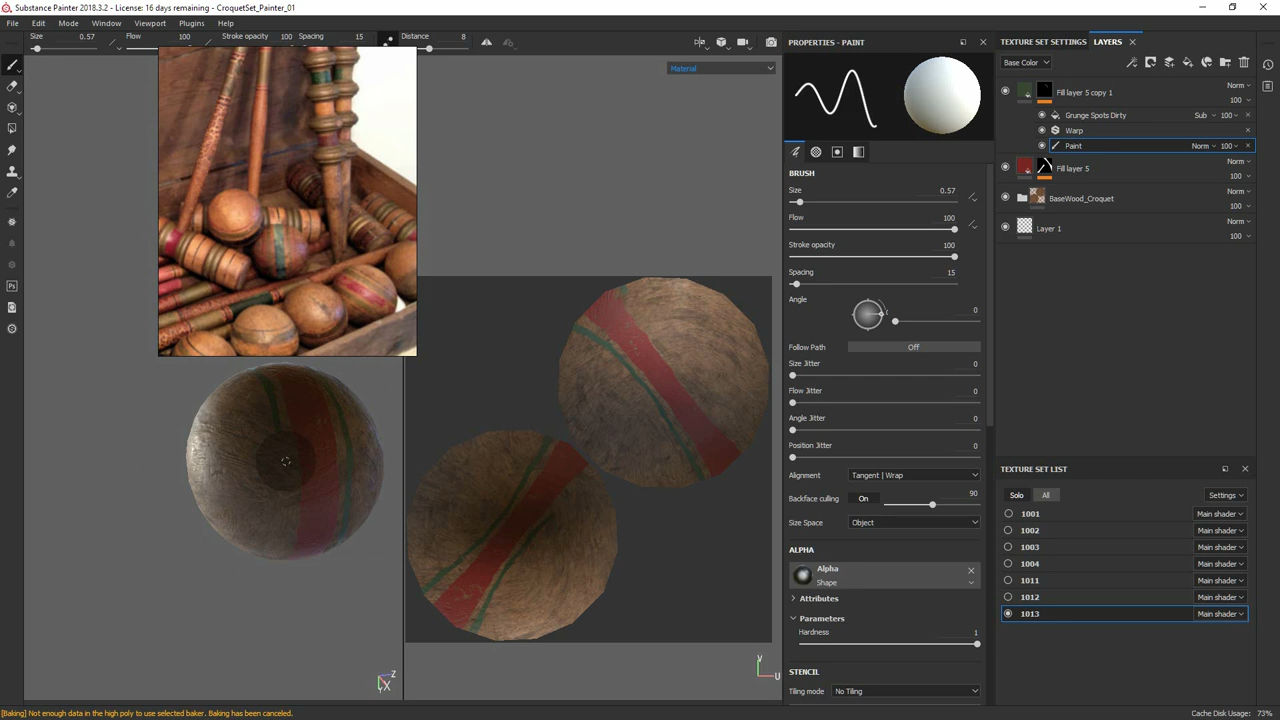 Substance Painter 2018.3.2 - License: 16 days remaining - CroquetSet_Painter_01
File Edit Mode Window Viewport Plugins Help
Size 0.57 Flow 100 Stroke opacity 100 Spacing 15 Distance 8
Material
PROPERTIES - PAINT
BRUSH
Size 0.57
Flow 100
Stroke opacity 100
Spacing 15
Angle 0
Follow Path Off
Size Jitter 0
Flow Jitter 0
Angle Jitter 0
Position Jitter 0
Alignment Tangent | Wrap
Backface culling On 90
Size Space Object
ALPHA
Alpha
Shape
Attributes
Parameters
Hardness 1
STENCIL
Tiling mode No Tiling
TEXTURE SET SETTINGS LAYERS
Base Color
Fill layer 5 copy 1 Norm 100
Grunge Spots Dirty Sub 100
Warp
Paint Norm 100
Fill layer 5 Norm 100
BaseWood_Croquet Norm 100
Layer 1 Norm 100
TEXTURE SET LIST
Solo All Settings
1001 Main shader
1002 Main shader
1003 Main shader
1004 Main shader
1011 Main shader
1012 Main shader
1013 Main shader
Z
Y X
V
U
[Baking] Not enough data in the high poly to use selected baker. Baking has been canceled.
Cache Disk Usage: 73%